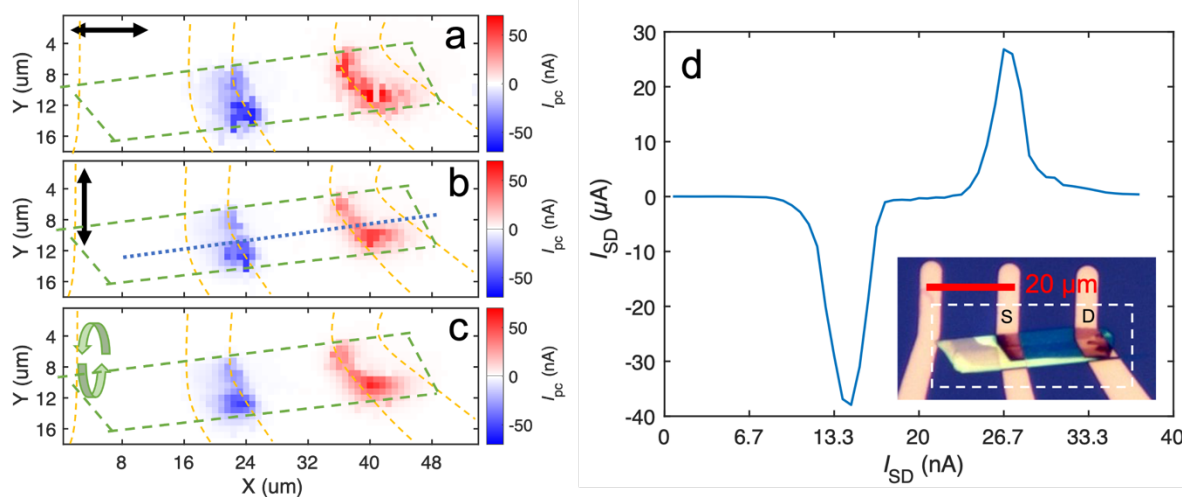 a
50
0
-50
I_pc (nA)
4
8
12
16
Y (um)
b
50
0
-50
I_pc (nA)
4
8
12
16
Y (um)
c
50
0
-50
I_pc (nA)
4
8
12
16
Y (um)
8 16 24 32 40 48
X (um)
d
30
20
10
0
-10
-20
-30
-40
I_SD (µA)
0 6.7 13.3 20 26.7 33.3 40
I_SD (nA)
20 µm
S D